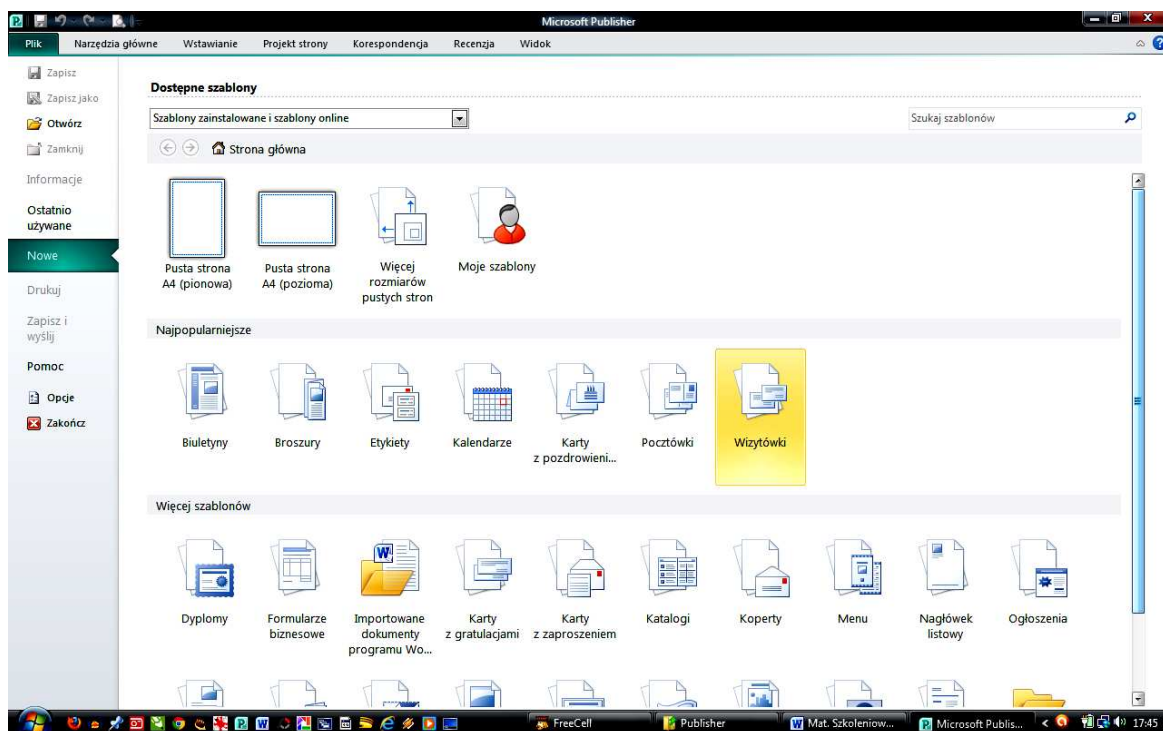 Microsoft Publisher
Plik Narzędzia główne Wstawianie Projekt strony Korespondencja Recenzja Widok
Zapisz
Zapisz jako
Otwórz
Zamknij
Informacje
Ostatnio
używane
Nowe
Drukuj
Zapisz i
wyślij
Pomoc
Opcje
Zakończ
Dostępne szablony
Szablony zainstalowane i szablony online
Szukaj szablonów
Strona główna
Pusta strona
A4 (pionowa)
Pusta strona
A4 (pozioma)
Więcej
rozmiarów
pustych stron
Moje szablony
Najpopularniejsze
Biuletyny
Broszury
Etykiety
Kalendarze
Karty
z pozdrowieni...
Pocztówki
Wizytówki
Więcej szablonów
Dyplomy
Formularze
biznesowe
Importowane
dokumenty
programu Wo...
Karty
z gratulacjami
Karty
z zaproszeniem
Katalogi
Koperty
Menu
Nagłówek
listowy
Ogłoszenia
FreeCell
Publisher
Mat. Szkoleniow...
Microsoft Publis...
17:45